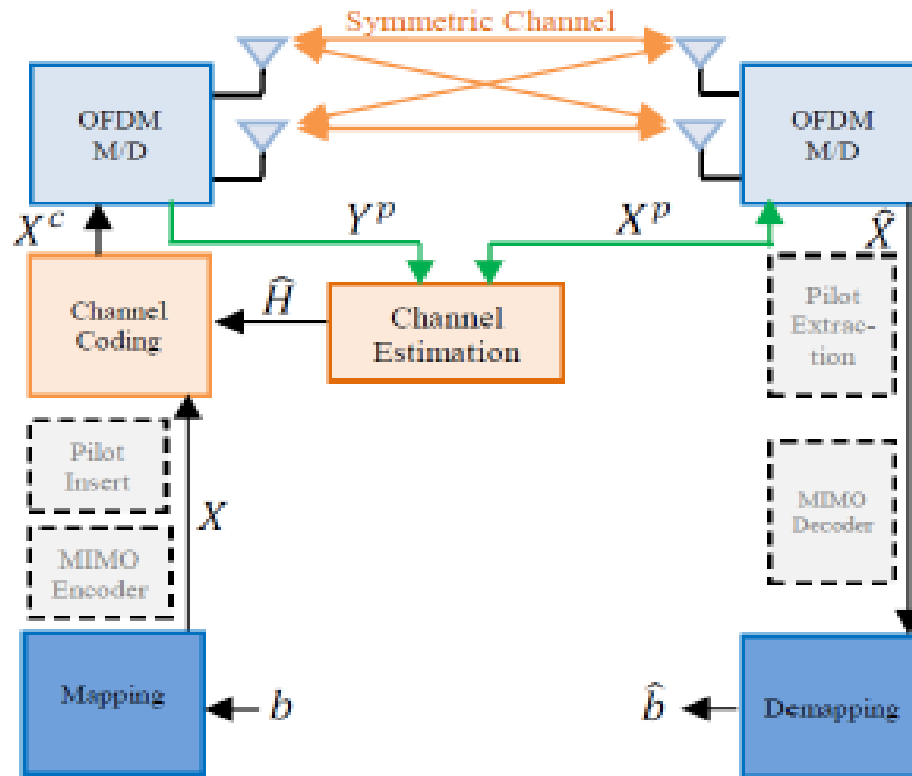 Symmetric Channel
OFDM
M/D
OFDM
M/D
X^c
Y^p
X^p
X̂
Channel
Coding
Ĥ
Channel
Estimation
Pilot
Extrac-
tion
Pilot
Insert
X
MIMO
Encoder
MIMO
Decoder
Mapping
b
b̂
Demapping